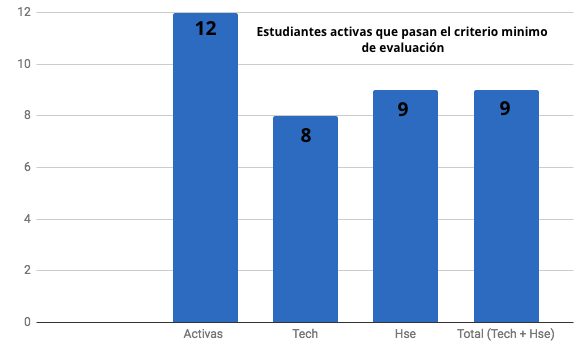 12
Estudiantes activas que pasan el criterio minimo
de evaluación
12
10
8
6
4
2
0
8
9
9
Activas
Tech
Hse
Total (Tech + Hse)